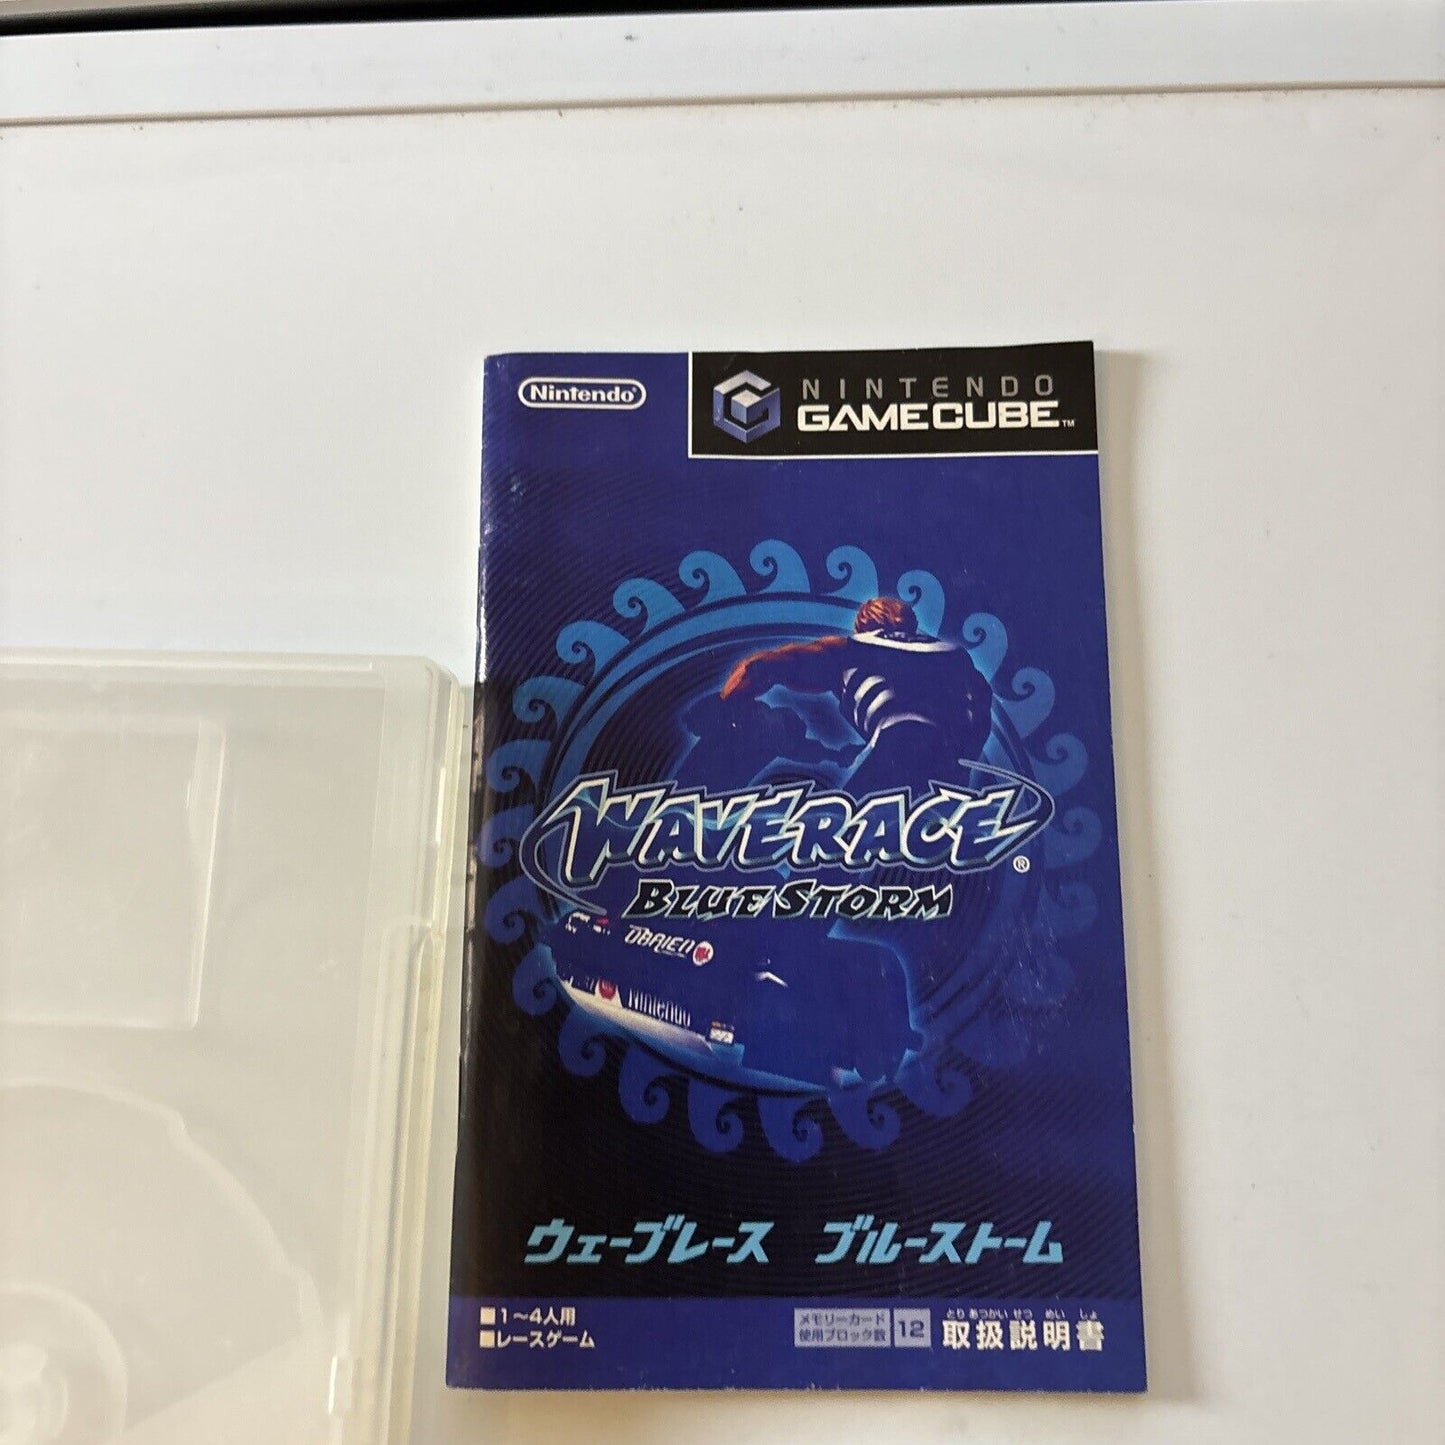 Nintendo®
NINTENDO
GAMECUBE™
WAVERACE®
BLUE STORM
OBRIEN
Nintendo
ウェーブレース ブルーストーム
■1~4人用
■レースゲーム
メモリーカード
使用ブロック数
12
とりあつかいせつめいしょ
取扱説明書